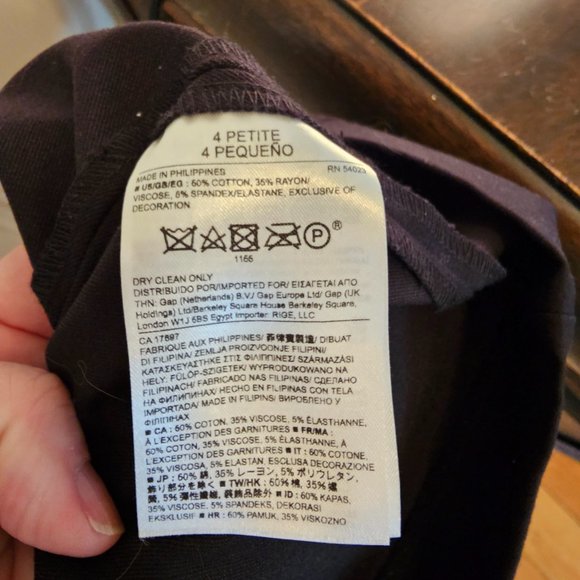 4 PETITE
4 PEQUEÑO
MADE IN PHILIPPINES RN 54023
■ US/GB/EG : 60% COTTON, 35% RAYON/
VISCOSE, 5% SPANDEX/ELASTANE, EXCLUSIVE OF
DECORATION
P ®
1166
DRY CLEAN ONLY
DISTRIBUTED FOR/IMPORTED FOR/ ΕΙΣΑΓΕΤΑΙ ΑΠΟ
ΤΗΝ: Gap (Netherlands) B.V./ Gap Europe Ltd/ Gap (UK
Holdings) Ltd/Berkeley Square House Berkeley Square,
London W1J 6BS Egypt Importer: RIGE, LLC
CA 17897
FABRIQUE AUX PHILIPPINES/ 菲律賓製造/ DIBUAT
DI FILIPINA/ ZEMLJA PROIZVODNJE FILIPINI/
ΚΑΤΑΣΚΕΥΑΣΤΗΚΕ ΣΤΙΣ ΦΙΛΙΠΠΙΝΕΣ/ SZÁRMAZÁSI
HELY: FÜLÖP-SZIGETEK/ WYPRODUKOWANO W
FILIPINACH/ FABRICADO NAS FILIPINAS/ СДЕЛАНО
НА ФИЛИППИНАХ/ HECHO EN FILIPINAS CON TELA
IMPORTADA/ MADE IN FILIPINS/ ВИРОБЛЕНО У
ФІЛІППІНАХ
■ CA : 60% COTON, 35% VISCOSE, 5% ÉLASTHANNE,
À L'EXCEPTION DES GARNITURES ■ FR/MA :
60% COTON, 35% VISCOSE, 5% ÉLASTHANNE, À
L'EXCEPTION DES GARNITURES ■ IT : 60% COTONE,
35% VISCOSA, 5% ELASTAN ESCLUSA DECORAZIONE
■ JP : 60% 綿, 35% レーヨン, 5% ポリウレタン,
飾り部分を除く ■ TW/HK : 60% 棉, 35%
, 5% 彈性纖維, 裝飾品除外 ■ ID : 60% KAPAS,
35% VISCOSA, 5% SPANDEKS, DEKORASI
EKSKLUSIF ■ HR : 60% PAMUK, 35% VISKOZNO